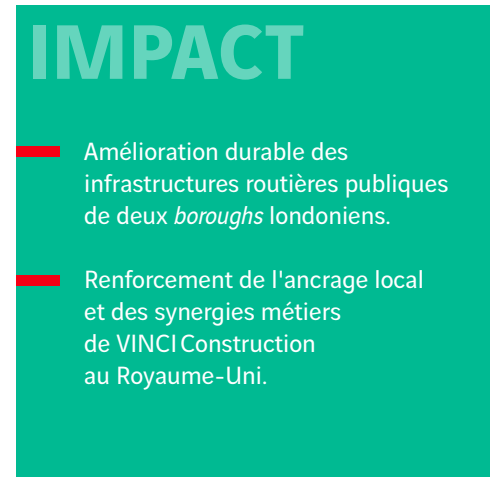 IMPACT
Amélioration durable des
infrastructures routières publiques
de deux boroughs londoniens.
Renforcement de l'ancrage local
et des synergies métiers
de VINCI Construction
au Royaume-Uni.